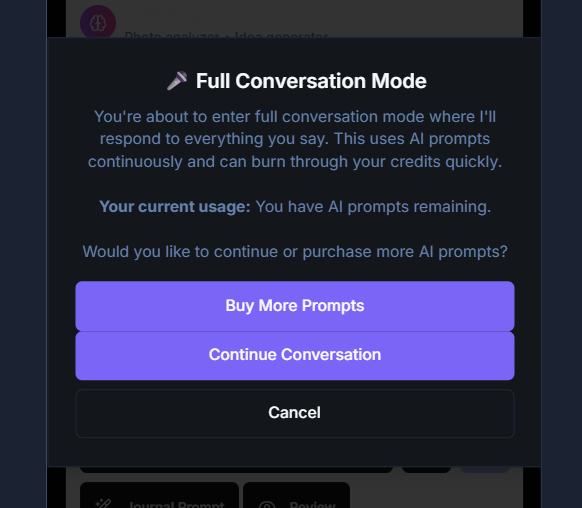 Photo analyzer • Idea generator
Full Conversation Mode
You're about to enter full conversation mode where I'll
respond to everything you say. This uses AI prompts
continuously and can burn through your credits quickly.
Your current usage: You have AI prompts remaining.
Would you like to continue or purchase more AI prompts?
Buy More Prompts
Continue Conversation
Cancel
Journal Prompt
Review